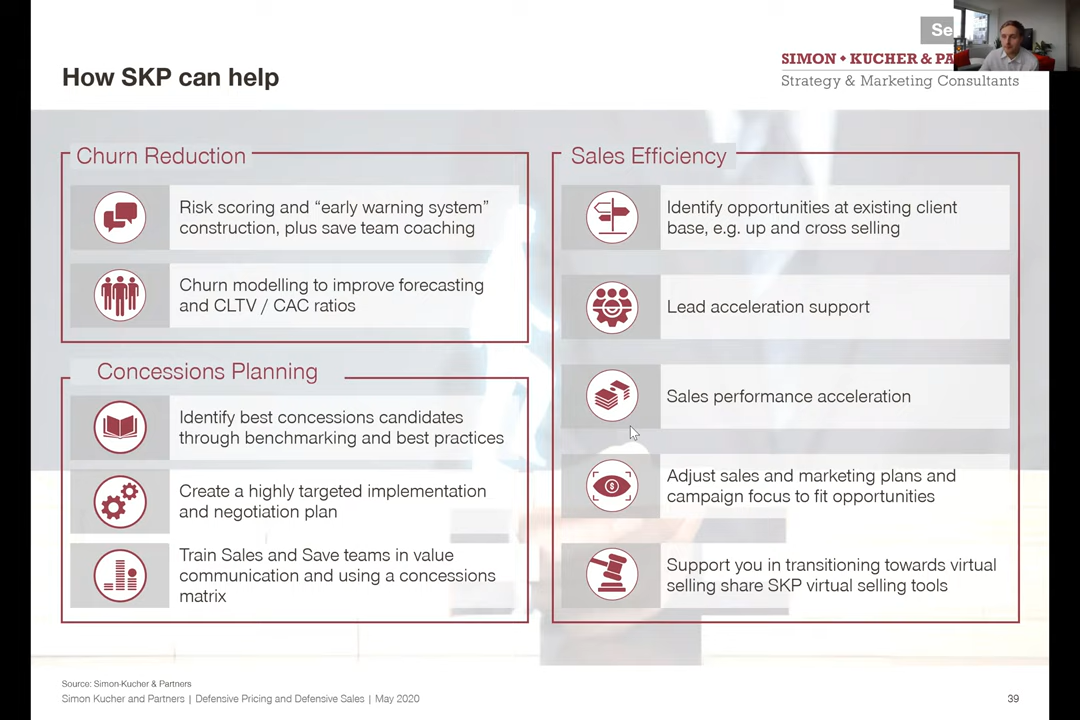 Se
How SKP can help
SIMON • KUCHER & PA
Strategy & Marketing Consultants
Churn Reduction
Risk scoring and “early warning system”
construction, plus save team coaching
Churn modelling to improve forecasting
and CLTV / CAC ratios
Concessions Planning
Identify best concessions candidates
through benchmarking and best practices
Create a highly targeted implementation
and negotiation plan
Train Sales and Save teams in value
communication and using a concessions
matrix
Sales Efficiency
Identify opportunities at existing client
base, e.g. up and cross selling
Lead acceleration support
Sales performance acceleration
$
Adjust sales and marketing plans and
campaign focus to fit opportunities
Support you in transitioning towards virtual
selling share SKP virtual selling tools
Source: Simon-Kucher & Partners
Simon Kucher and Partners | Defensive Pricing and Defensive Sales | May 2020
39